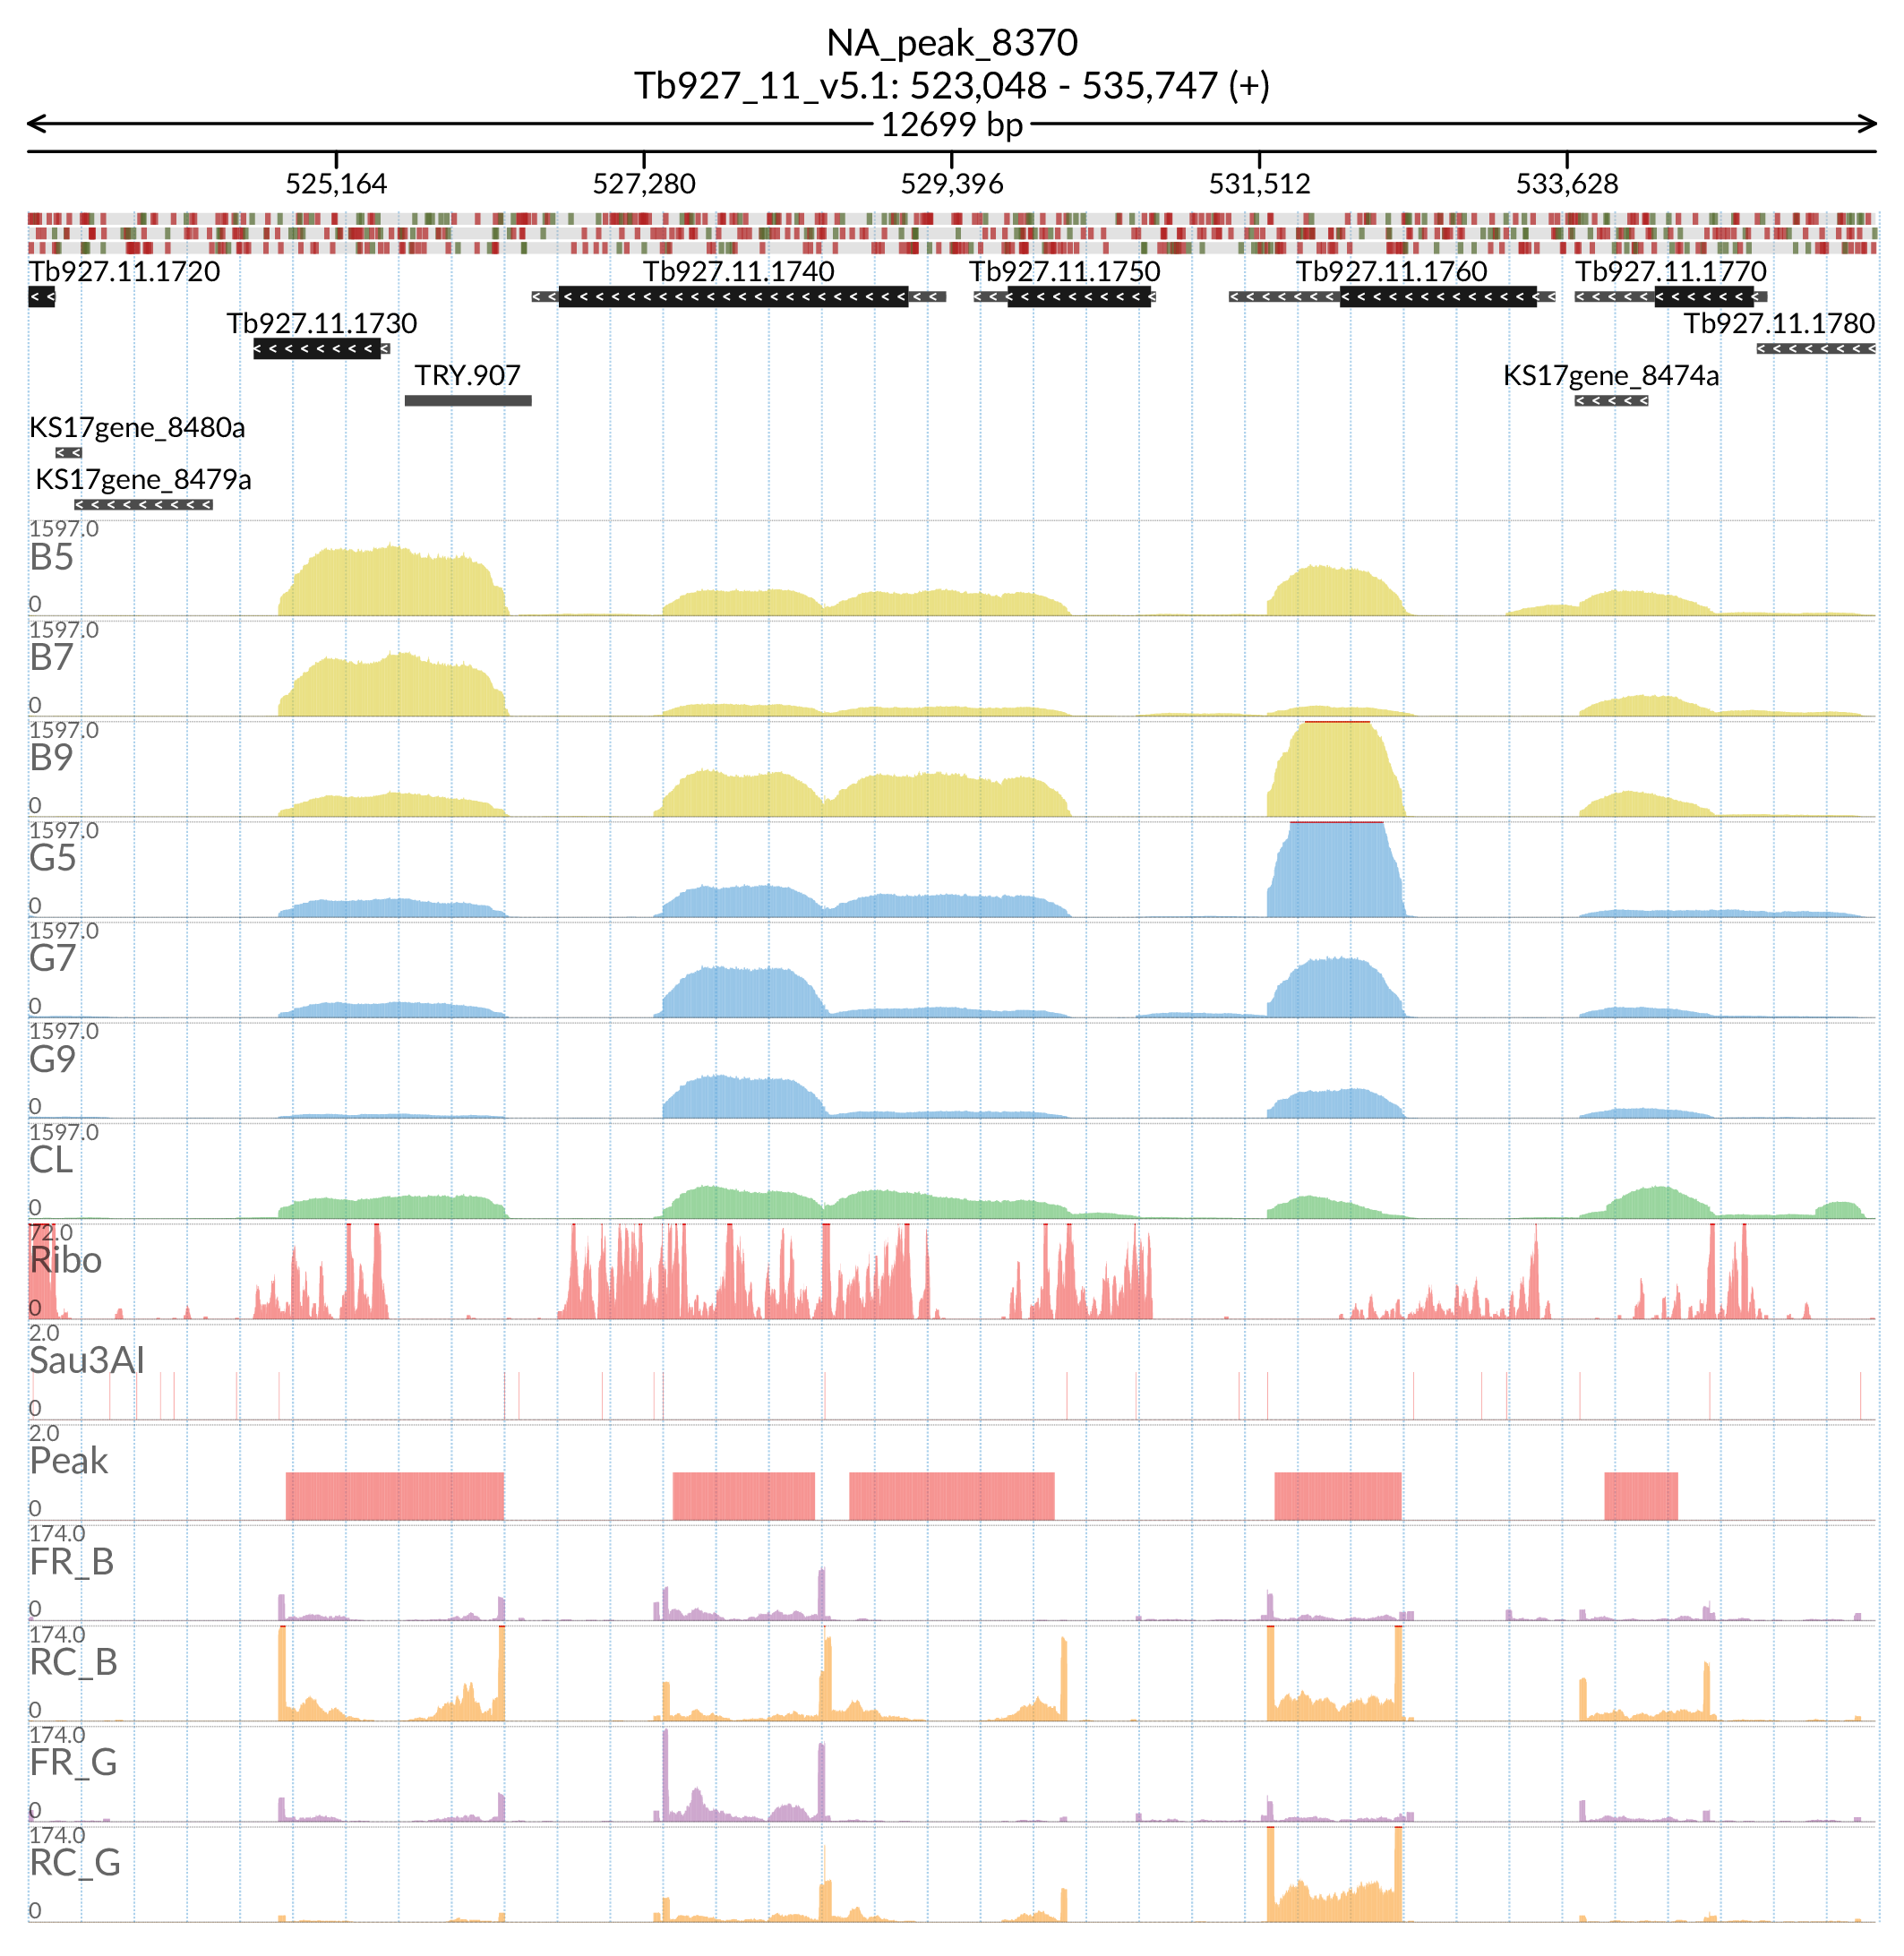 NA_peak_8370
Tb927_11_v5.1: 523,048 - 535,747 (+)
12699 bp
525,164 527,280 529,396 531,512 533,628
Tb927.11.1720 Tb927.11.1740 Tb927.11.1750 Tb927.11.1760 Tb927.11.1770
Tb927.11.1730 Tb927.11.1780
TRY.907 KS17gene_8474a
KS17gene_8480a
KS17gene_8479a
1597.0
B5
0
1597.0
B7
0
1597.0
B9
0
1597.0
G5
0
1597.0
G7
0
1597.0
G9
0
1597.0
CL
0
72.0
Ribo
0
2.0
Sau3AI
0
2.0
Peak
0
174.0
FR_B
0
174.0
RC_B
0
174.0
FR_G
0
174.0
RC_G
0